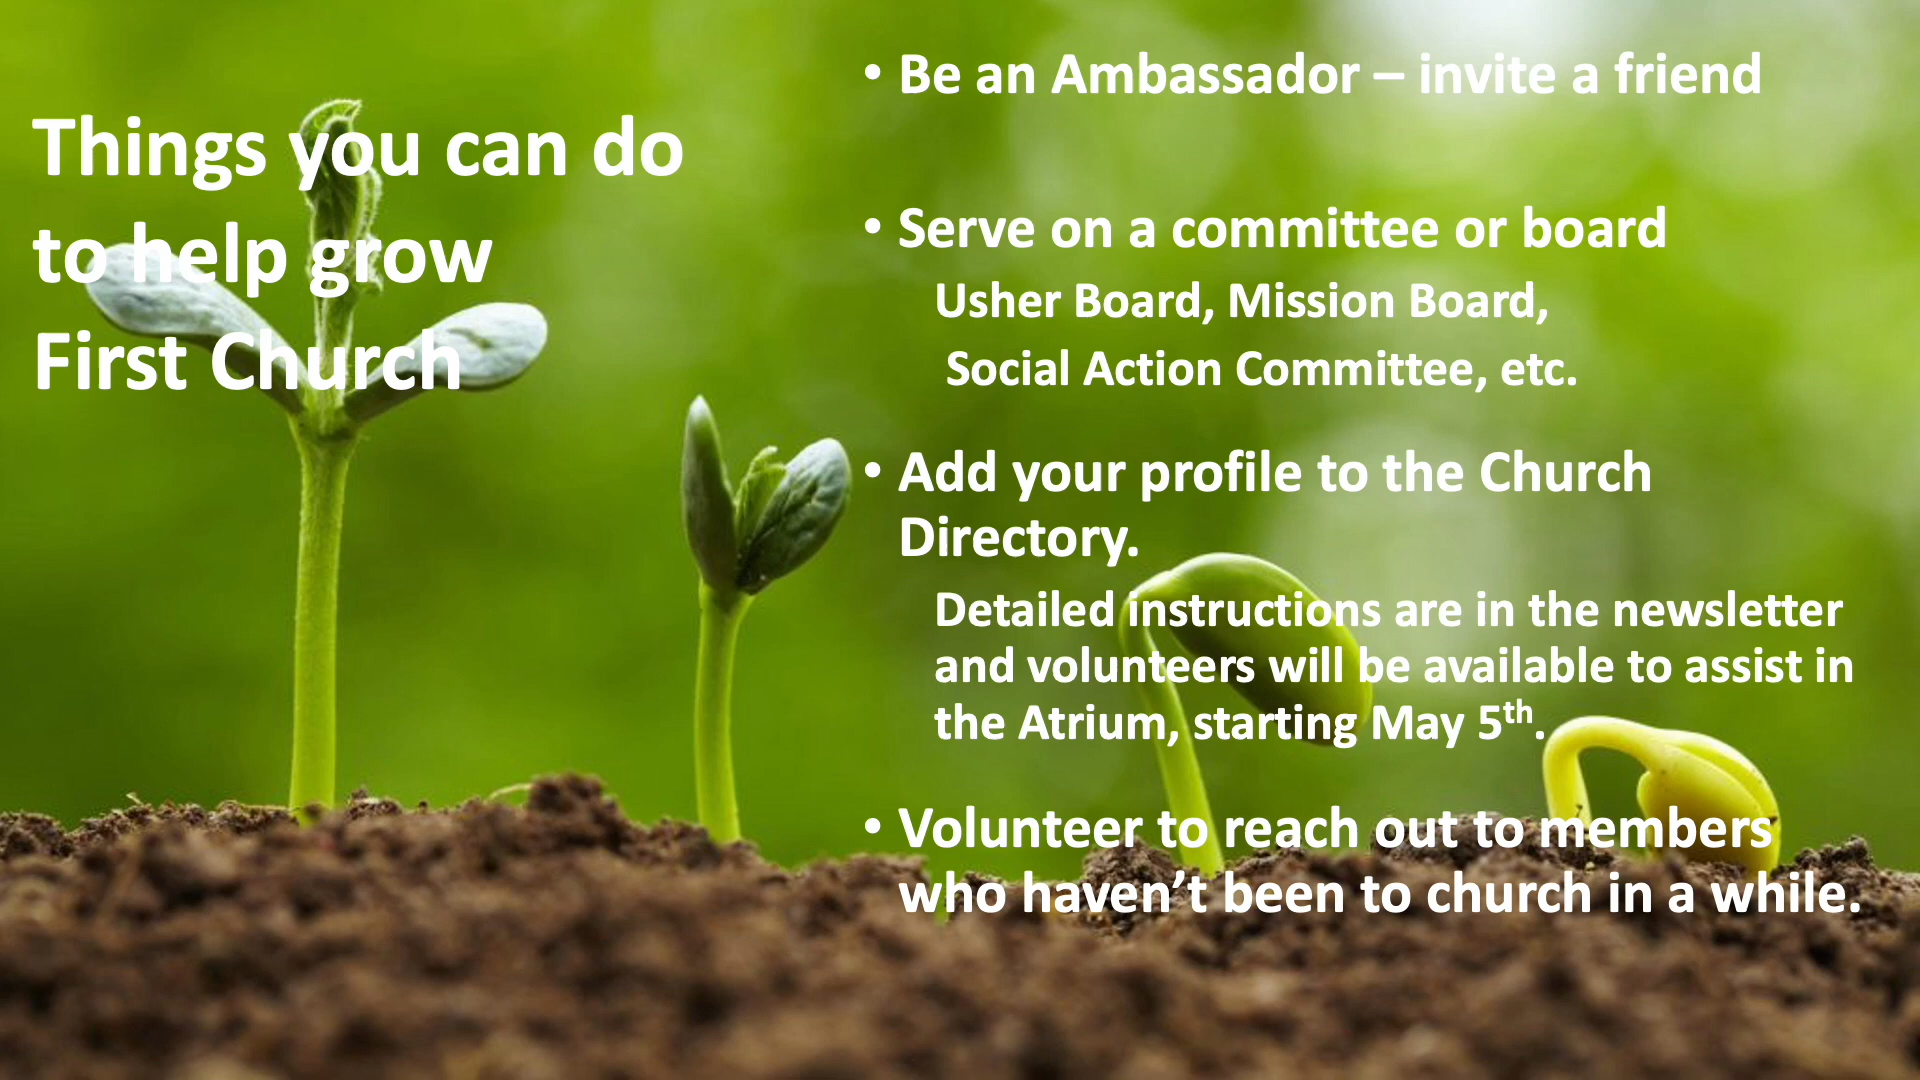 Things you can do
to help grow
First Church
• Be an Ambassador – invite a friend
• Serve on a committee or board
Usher Board, Mission Board,
Social Action Committee, etc.
• Add your profile to the Church
Directory.
Detailed instructions are in the newsletter
and volunteers will be available to assist in
the Atrium, starting May 5th.
• Volunteer to reach out to members
who haven’t been to church in a while.